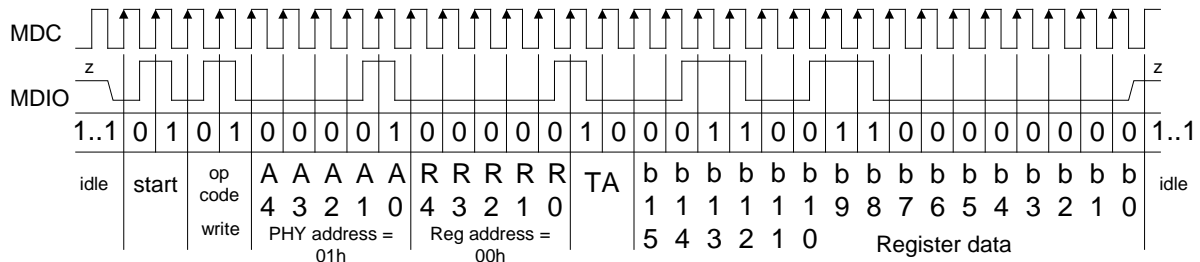 MDC
z z
MDIO
1..1 0 1 0 1 0 0 0 0 1 0 0 0 0 0 1 0 0 0 1 1 0 0 1 1 0 0 0 0 0 0 0 0 1..1
idle start op code write
A A A A A R R R R R TA b b b b b b b b b b b b b b b b idle
4 3 2 1 0 4 3 2 1 0 1 1 1 1 1 1 9 8 7 6 5 4 3 2 1 0
5 4 3 2 1 0
PHY address =
01h
Reg address =
00h
Register data